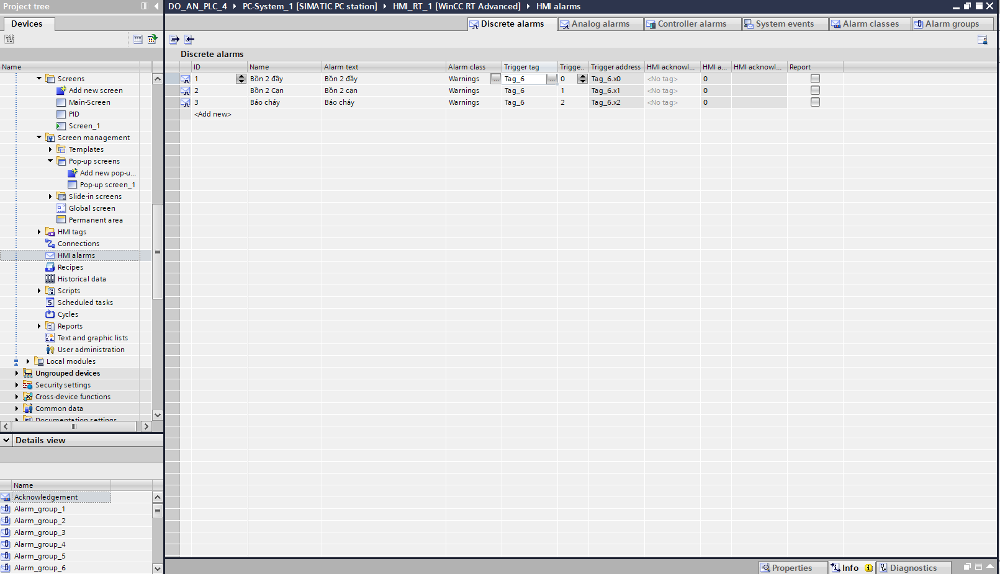 Project tree
DO_AN_PLC_4 PC-System_1 [SIMATIC PC station] HMI_RT_1 [WinCC RT Advanced] HMI alarms
Devices
Discrete alarms Analog alarms Controller alarms System events Alarm classes Alarm groups
Discrete alarms
Name
ID Name Alarm text Alarm class Trigger tag Trigge.. Trigger address HMI acknowl... HMI a... HMI acknowl... Report
1 Bồn 2 đầy Bồn 2 đầy Warnings ... Tag_6 ... 0 Tag_6.x0 <No tag> 0
2 Bồn 2 Cạn Bồn 2 cạn Warnings Tag_6 1 Tag_6.x1 <No tag> 0
3 Báo cháy Báo cháy Warnings Tag_6 2 Tag_6.x2 <No tag> 0
<Add new>
Screens
Add new screen
Main-Screen
PID
Screen_1
Screen management
Templates
Pop-up screens
Add new pop-u...
Pop-up screen_1
Slide-in screens
Global screen
Permanent area
HMI tags
Connections
HMI alarms
Recipes
Historical data
Scripts
Scheduled tasks
Cycles
Reports
Text and graphic lists
User administration
Local modules
Ungrouped devices
Security settings
Cross-device functions
Common data
Documentation settings
Details view
Name
Acknowledgement
Alarm_group_1
Alarm_group_2
Alarm_group_3
Alarm_group_4
Alarm_group_5
Alarm_group_6
Properties Info Diagnostics